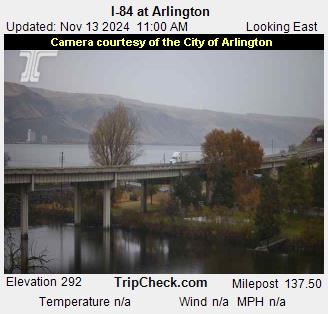 I-84 at Arlington
Updated: Nov 13 2024 11:00 AM Looking East
Camera courtesy of the City of Arlington
Elevation 292 TripCheck.com Milepost 137.50
Temperature n/a Wind n/a MPH n/a